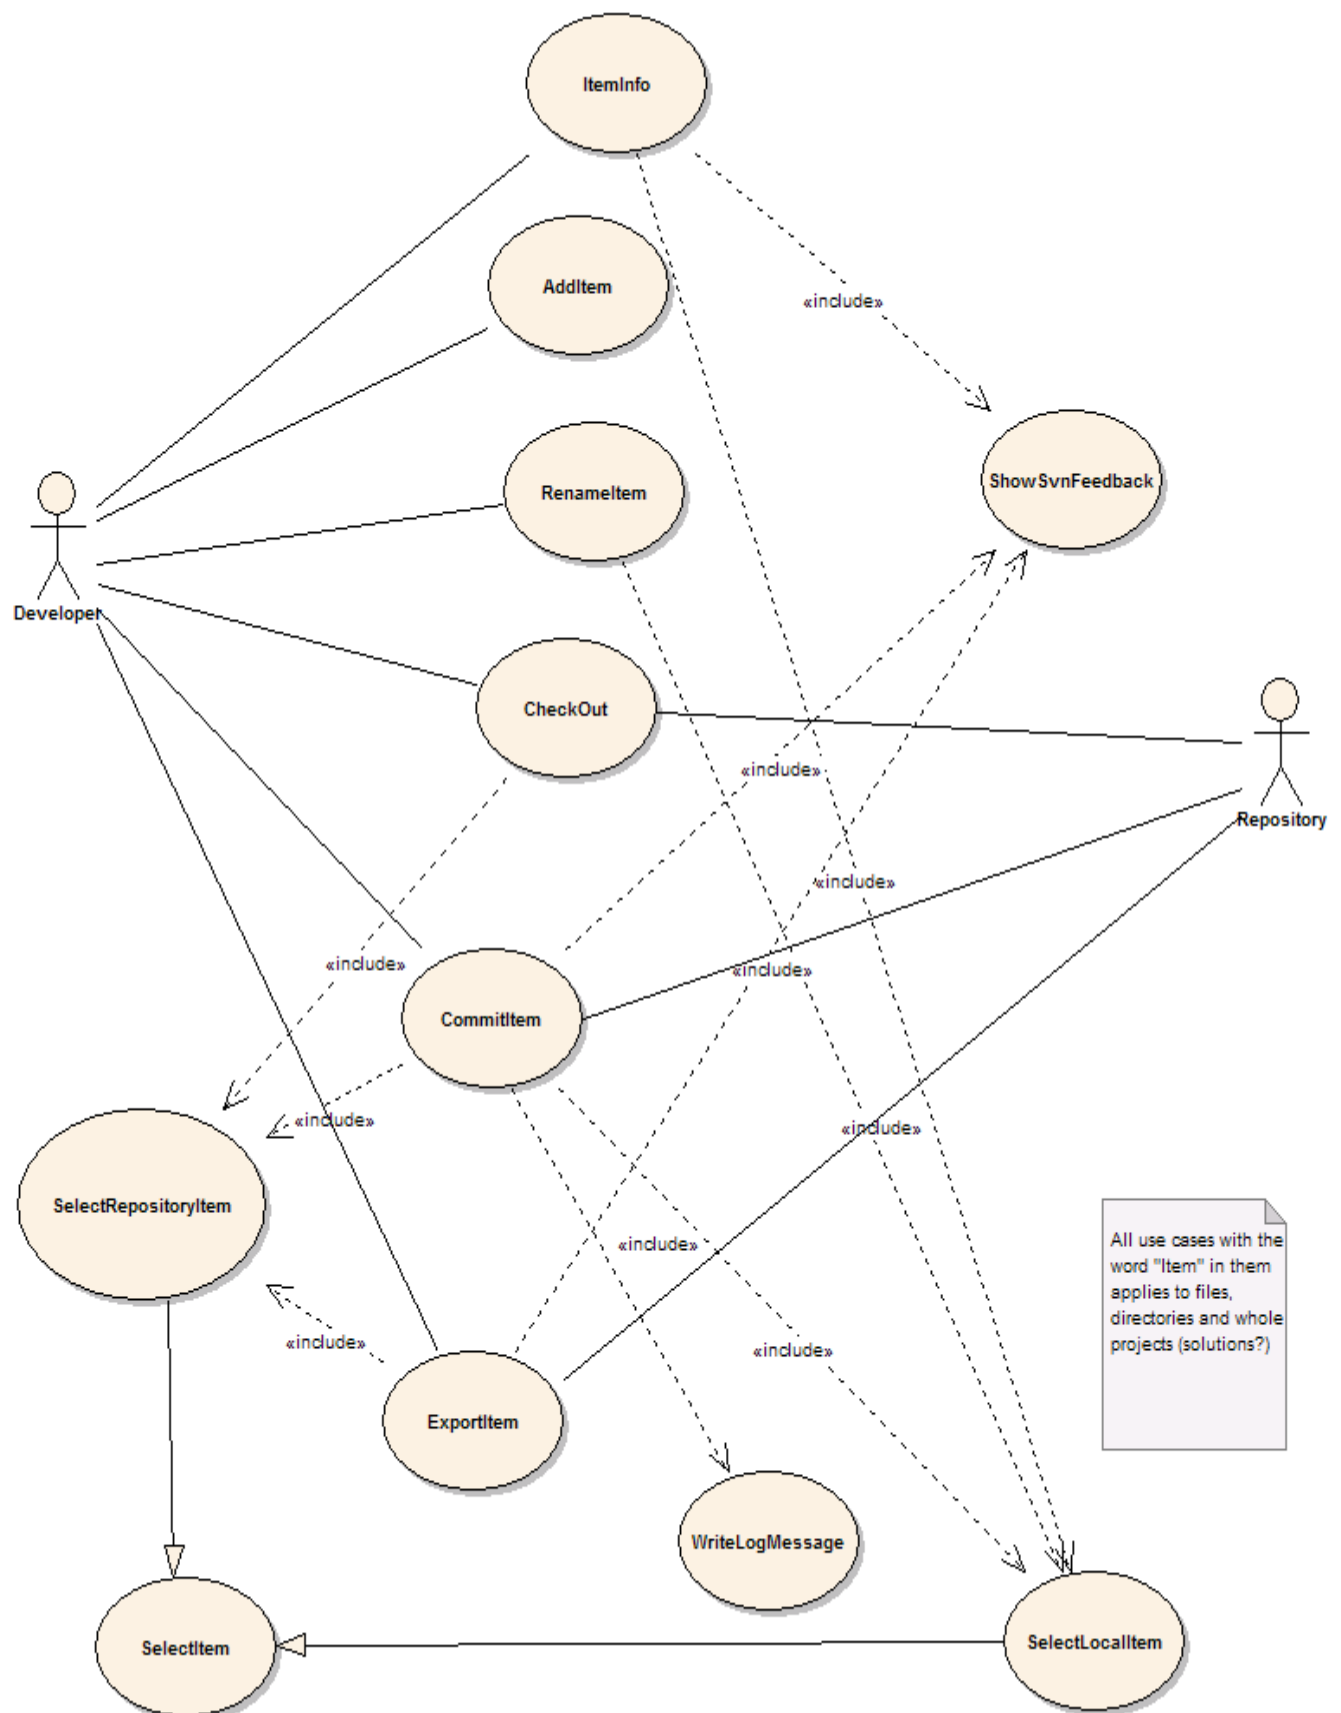 ItemInfo
AddItem
«include»
RenameItem
ShowSvnFeedback
Developer
CheckOut
«include»
Repository
«include»
«include»
«include»
CommitItem
«include»
«include»
SelectRepositoryItem
«include»
All use cases with the
word "Item" in them
applies to files,
directories and whole
projects (solutions?)
«include»
«include»
ExportItem
WriteLogMessage
SelectItem
SelectLocalItem